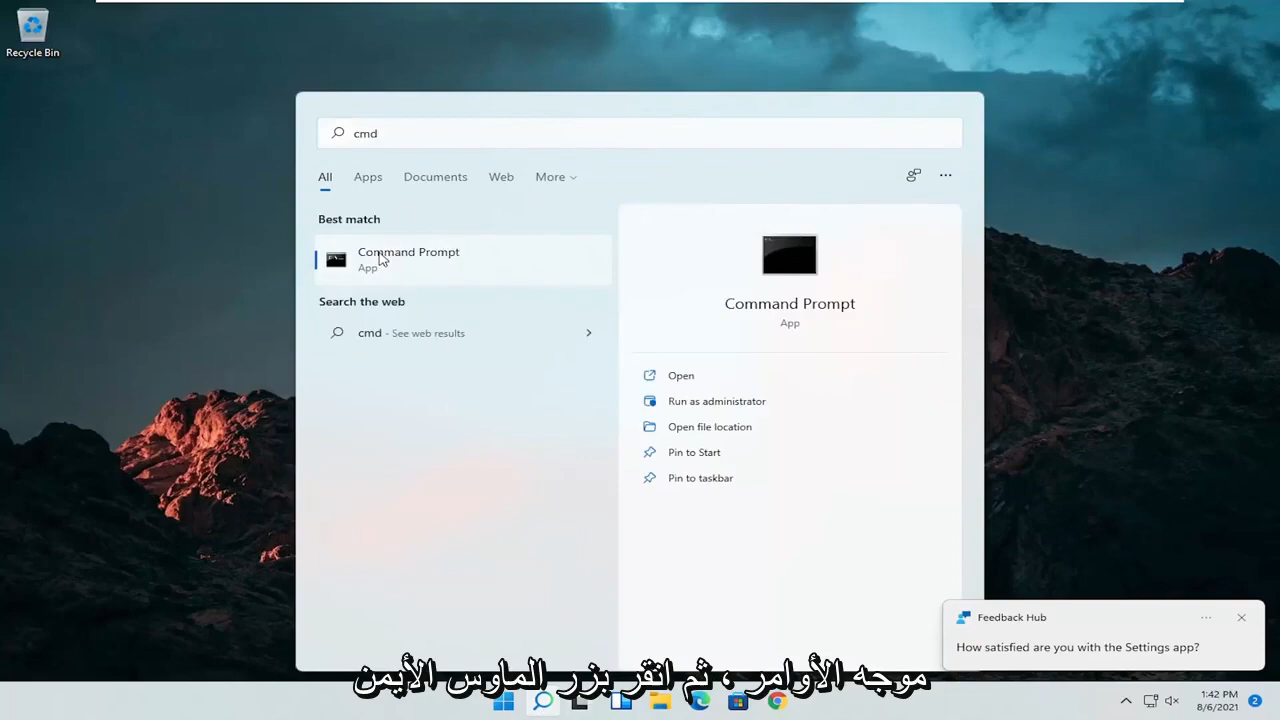 Recycle Bin
cmd
All
Apps
Documents
Web
More
Best match
Command Prompt
App
Search the web
cmd - See web results
Command Prompt
App
Open
Run as administrator
Open file location
Pin to Start
Pin to taskbar
Feedback Hub
How satisfied are you with the Settings app?
موجه الأوامر ، ثم انقر بزر الماوس الأيمن
1:42 PM
8/6/2021
2